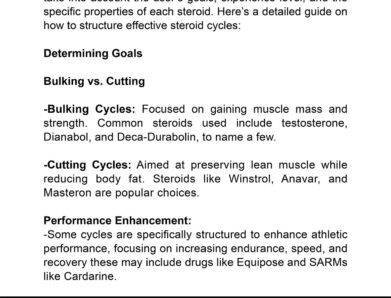 take into account the user's goals, experience level, and the
specific properties of each steroid. Here's a detailed guide on
how to structure effective steroid cycles:
Determining Goals
Bulking vs. Cutting
-Bulking Cycles: Focused on gaining muscle mass and
strength. Common steroids used include testosterone,
Dianabol, and Deca-Durabolin, to name a few.
-Cutting Cycles: Aimed at preserving lean muscle while
reducing body fat. Steroids like Winstrol, Anavar, and
Masteron are popular choices.
Performance Enhancement:
-Some cycles are specifically structured to enhance athletic
performance, focusing on increasing endurance, speed, and
recovery these may include drugs like Equipose and SARMs
like Cardarine.